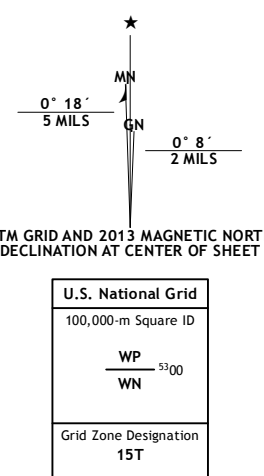 ★
MN
0° 18´
5 MILS
GN
0° 8´
2 MILS
TM GRID AND 2013 MAGNETIC NORT
DECLINATION AT CENTER OF SHEET
U.S. National Grid
100,000-m Square ID
WP
5300
WN
Grid Zone Designation
15T